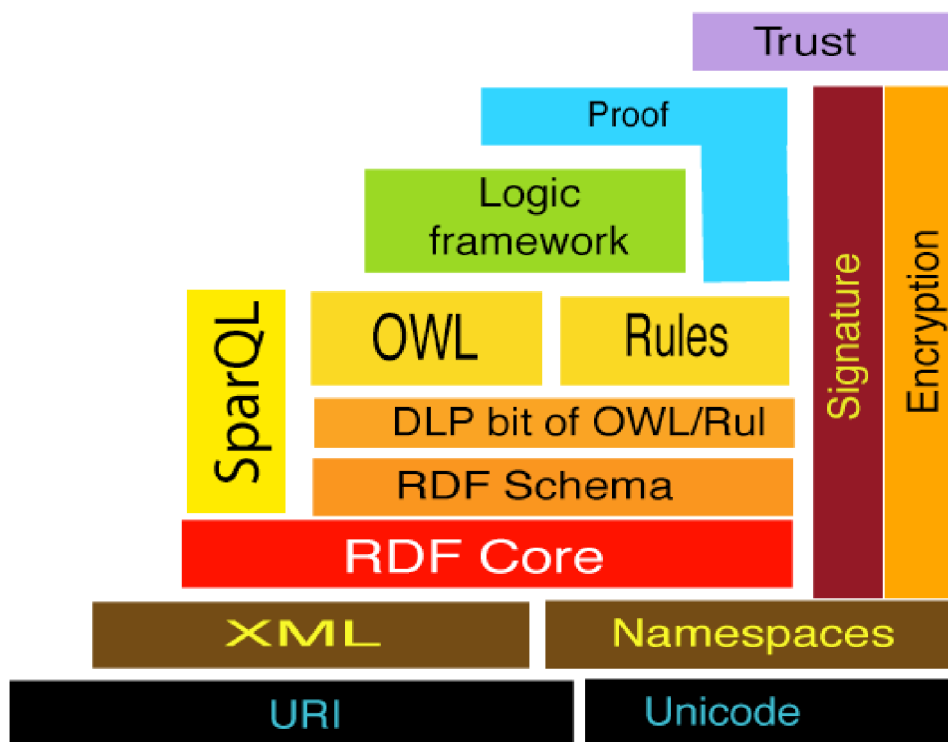 Trust
Proof
Logic
framework
Signature
Encryption
SparQL
OWL
Rules
DLP bit of OWL/Rul
RDF Schema
RDF Core
XML
Namespaces
URI
Unicode